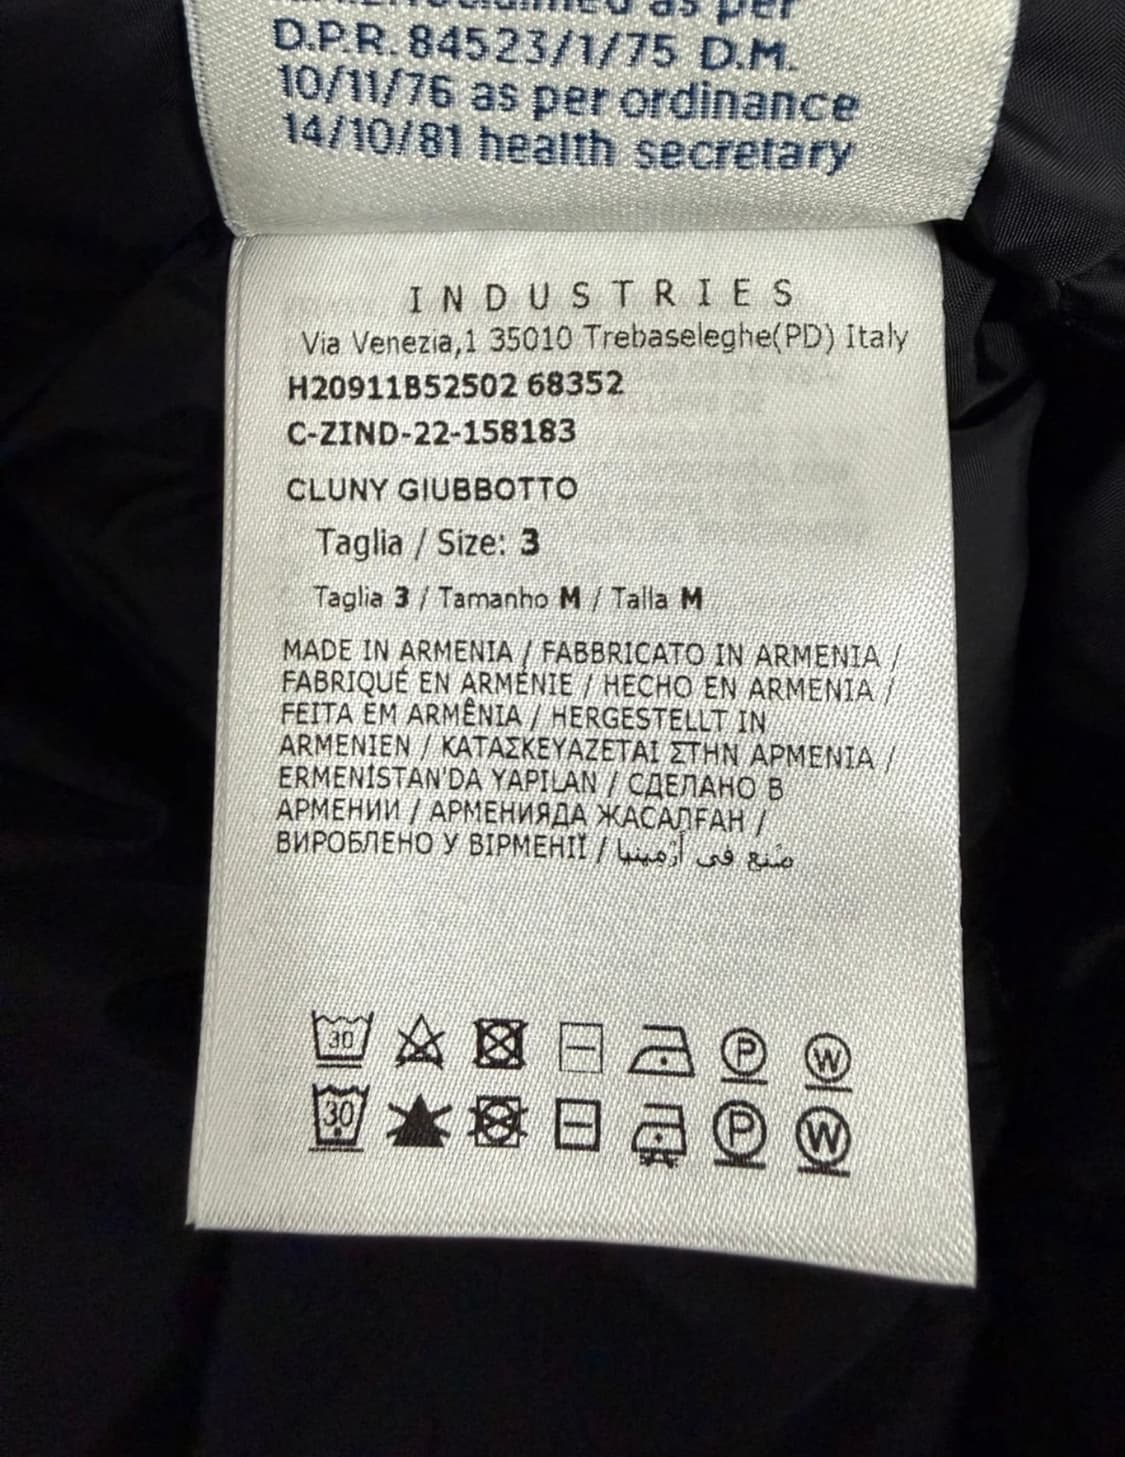 as per
D.P.R. 84523/1/75 D.M.
10/11/76 as per ordinance
14/10/81 health secretary
INDUSTRIES
Via Venezia,1 35010 Trebaseleghe(PD) Italy
H20911B52502 68352
C-ZIND-22-158183
CLUNY GIUBBOTTO
Taglia / Size: 3
Taglia 3 / Tamanho M / Talla M
MADE IN ARMENIA / FABBRICATO IN ARMENIA /
FABRIQUÉ EN ARMÉNIE / HECHO EN ARMENIA /
FEITA EM ARMÊNIA / HERGESTELLT IN
ARMENIEN / ΚΑΤΑΣΚΕΥΑΖΕΤΑΙ ΣΤΗΝ ΑΡΜΕΝΙΑ /
ERMENİSTAN'DA YAPILAN / СДЕЛАНО В
АРМЕНИИ / АРМЕНИЯДА ЖАСАЛҒАН /
ВИРОБЛЕНО У ВІРМЕНІЇ / صُنع في أرمينيا
30 P W
30 P W